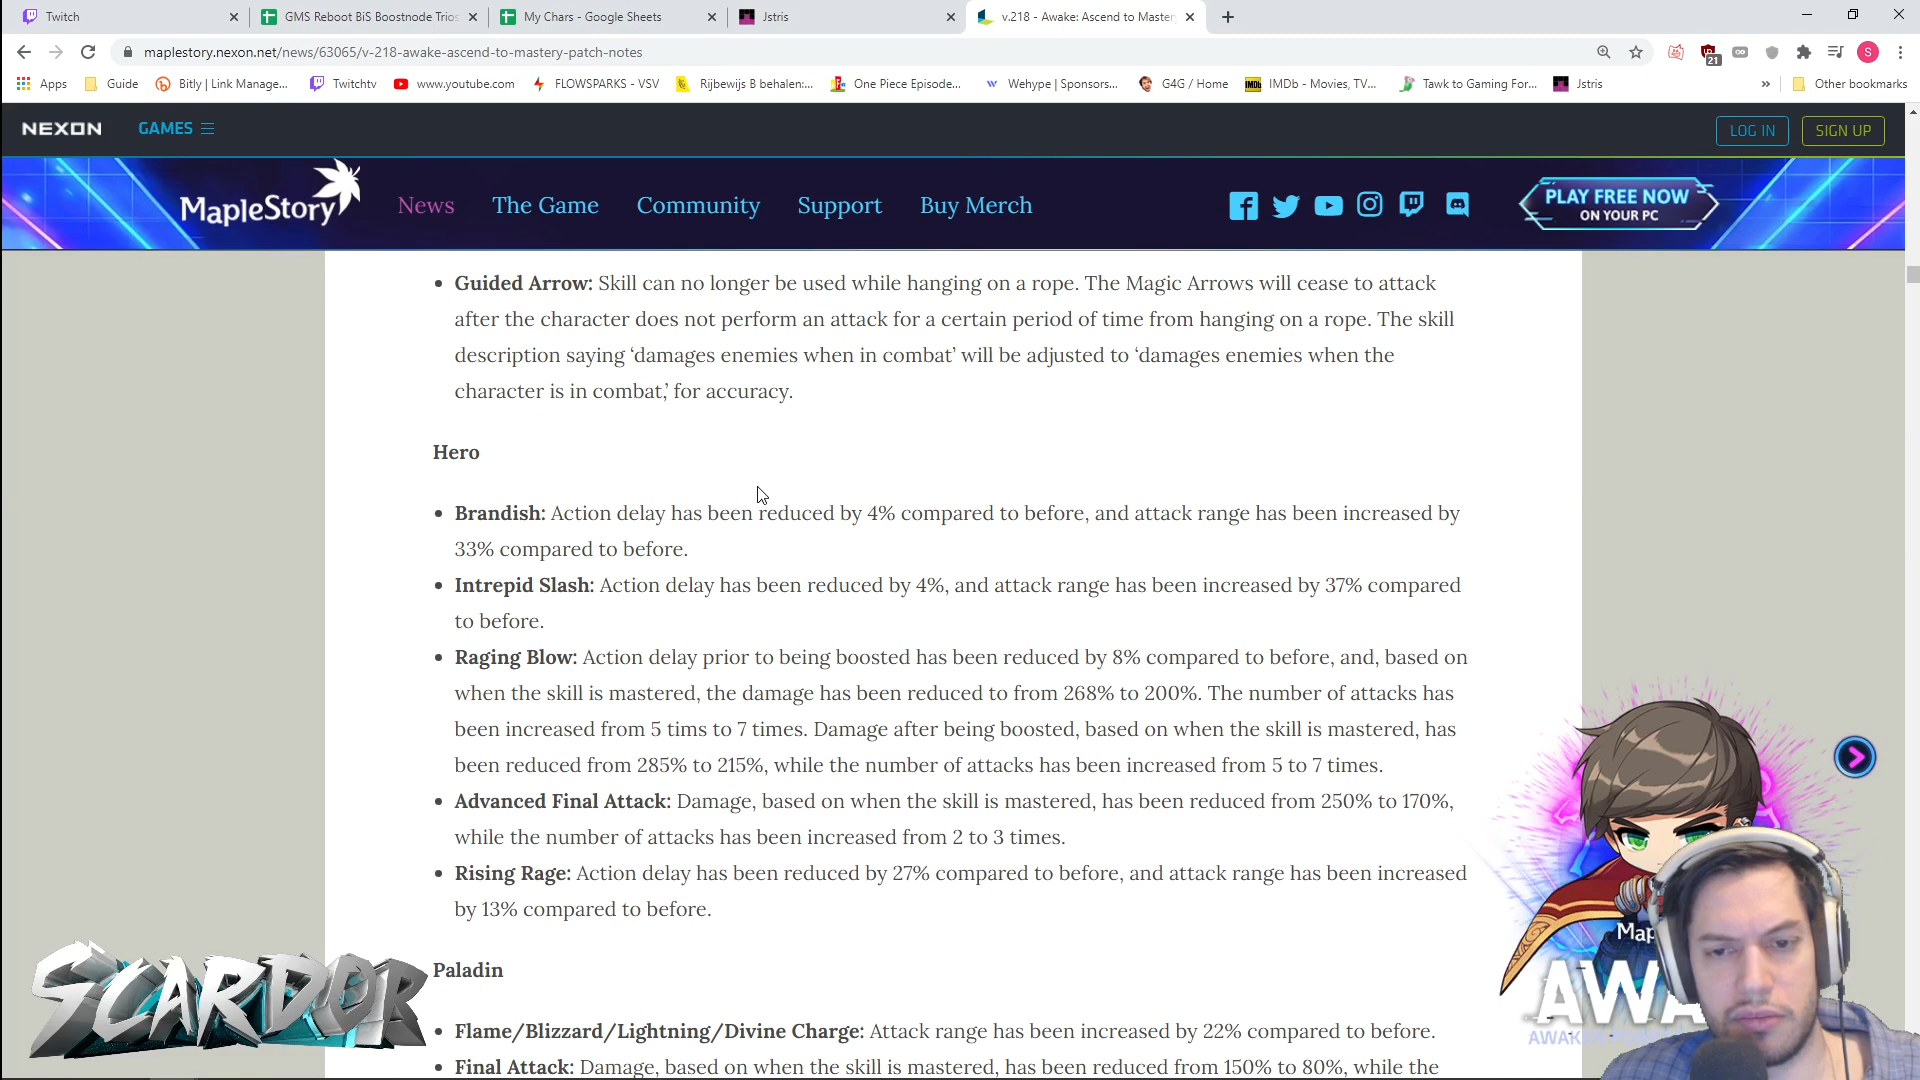 Twitch
GMS Reboot BiS Boostnode Trios
My Chars - Google Sheets
Jstris
v.218 - Awake: Ascend to Master
maplestory.nexon.net/news/63065/v-218-awake-ascend-to-mastery-patch-notes
21
S
Apps
Guide
Bitly | Link Manage...
Twitchtv
www.youtube.com
FLOWSPARKS - VSV
Rijbewijs B behalen:...
One Piece Episode...
Wehype | Sponsors...
G4G / Home
IMDb
IMDb - Movies, TV...
Tawk to Gaming For...
Jstris
»
Other bookmarks
NEXON
GAMES
LOG IN
SIGN UP
MapleStory
News
The Game
Community
Support
Buy Merch
PLAY FREE NOW
ON YOUR PC
• Guided Arrow: Skill can no longer be used while hanging on a rope. The Magic Arrows will cease to attack
after the character does not perform an attack for a certain period of time from hanging on a rope. The skill
description saying ‘damages enemies when in combat’ will be adjusted to ‘damages enemies when the
character is in combat,’ for accuracy.
Hero
• Brandish: Action delay has been reduced by 4% compared to before, and attack range has been increased by
33% compared to before.
• Intrepid Slash: Action delay has been reduced by 4%, and attack range has been increased by 37% compared
to before.
• Raging Blow: Action delay prior to being boosted has been reduced by 8% compared to before, and, based on
when the skill is mastered, the damage has been reduced to from 268% to 200%. The number of attacks has
been increased from 5 tims to 7 times. Damage after being boosted, based on when the skill is mastered, has
been reduced from 285% to 215%, while the number of attacks has been increased from 5 to 7 times.
• Advanced Final Attack: Damage, based on when the skill is mastered, has been reduced from 250% to 170%,
while the number of attacks has been increased from 2 to 3 times.
• Rising Rage: Action delay has been reduced by 27% compared to before, and attack range has been increased
by 13% compared to before.
Map
AWA
AWAK
SCARDOR
Paladin
• Flame/Blizzard/Lightning/Divine Charge: Attack range has been increased by 22% compared to before.
• Final Attack: Damage, based on when the skill is mastered, has been reduced from 150% to 80%, while the